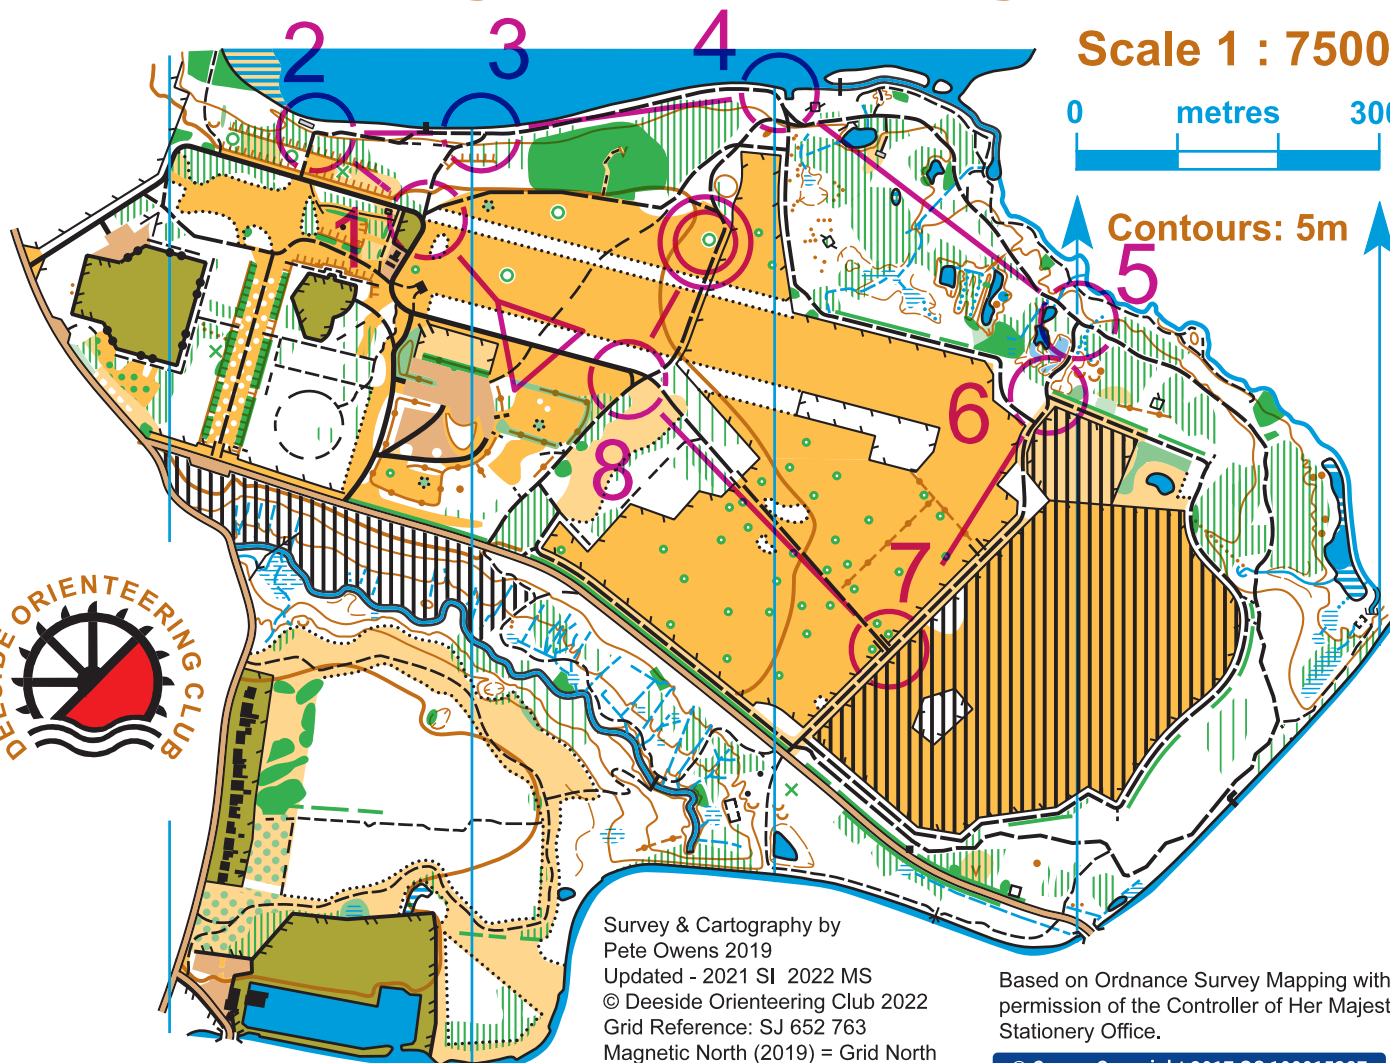 Scale 1 : 7500
0 metres 300
Contours: 5m
2
3
4
1
5
6
8
7
DEESIDE ORIENTEERING CLUB
Survey & Cartography by
Pete Owens 2019
Updated - 2021 SI 2022 MS
© Deeside Orienteering Club 2022
Grid Reference: SJ 652 763
Magnetic North (2019) = Grid North
Based on Ordnance Survey Mapping with
permission of the Controller of Her Majest
Stationery Office.